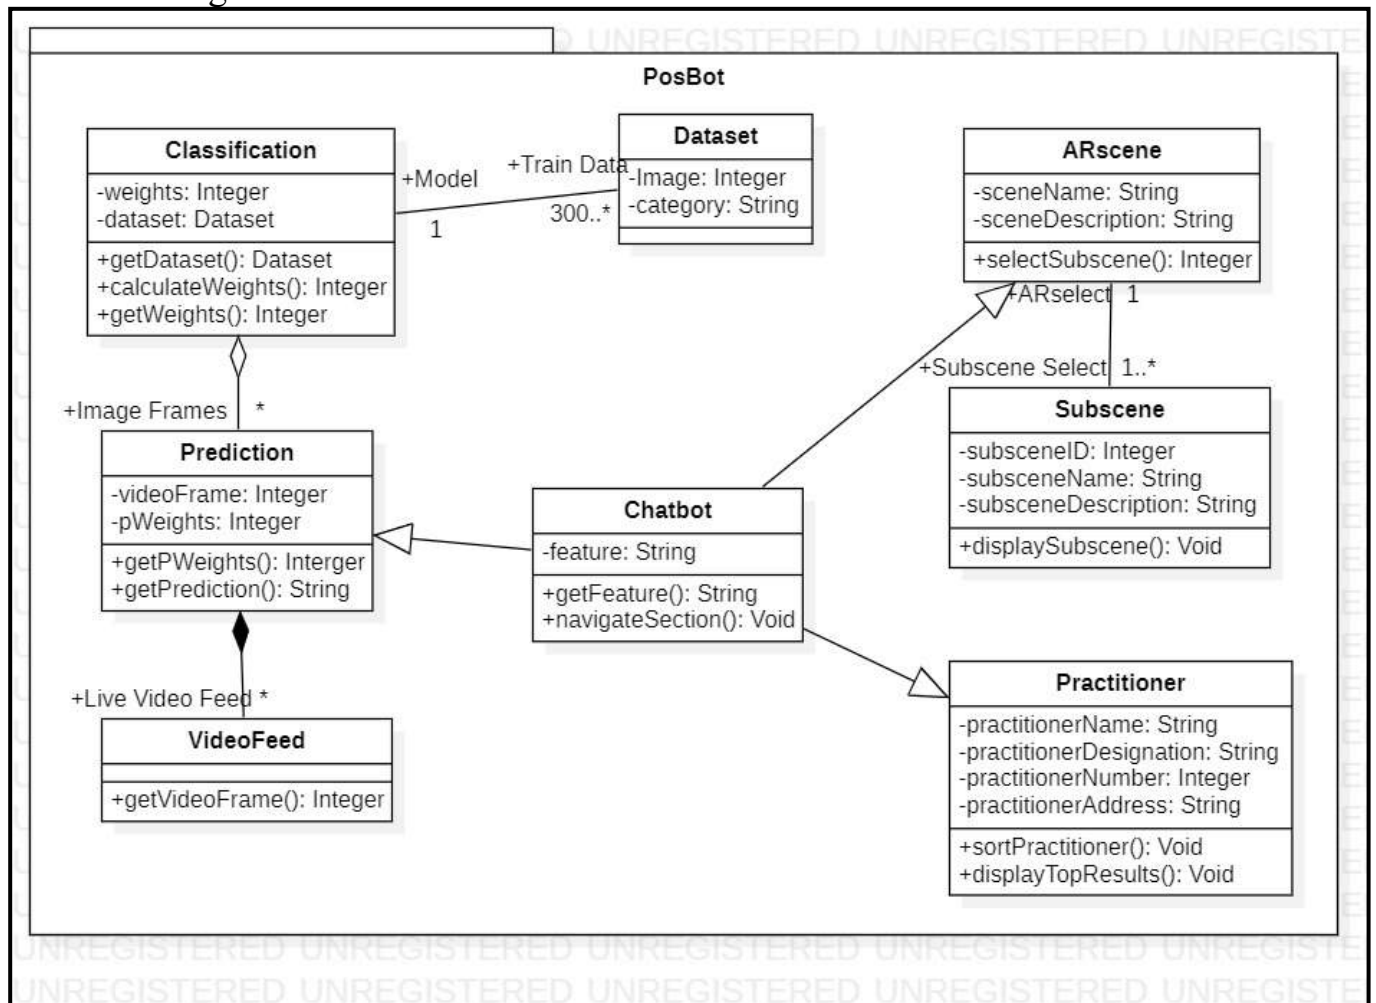 UNREGISTERED UNREGISTERED UNREGISTE
PosBot
Classification
-weights: Integer
-dataset: Dataset
+getDataset(): Dataset
+calculateWeights(): Integer
+getWeights(): Integer
+Model
1
+Train Data
300..*
Dataset
-Image: Integer
-category: String
ARscene
-sceneName: String
-sceneDescription: String
+selectSubscene(): Integer
+ARselect 1
+Subscene Select 1..*
Subscene
-subsceneID: Integer
-subsceneName: String
-subsceneDescription: String
+displaySubscene(): Void
+Image Frames *
Prediction
-videoFrame: Integer
-pWeights: Integer
+getPWeights(): Interger
+getPrediction(): String
Chatbot
-feature: String
+getFeature(): String
+navigateSection(): Void
+Live Video Feed *
VideoFeed
+getVideoFrame(): Integer
Practitioner
-practitionerName: String
-practitionerDesignation: String
-practitionerNumber: Integer
-practitionerAddress: String
+sortPractitioner(): Void
+displayTopResults(): Void
UNREGISTERED UNREGISTERED UNREGISTERED UNREGISTERED UNREGISTE
UNREGISTERED UNREGISTERED UNREGISTERED UNREGISTERED UNREGISTE